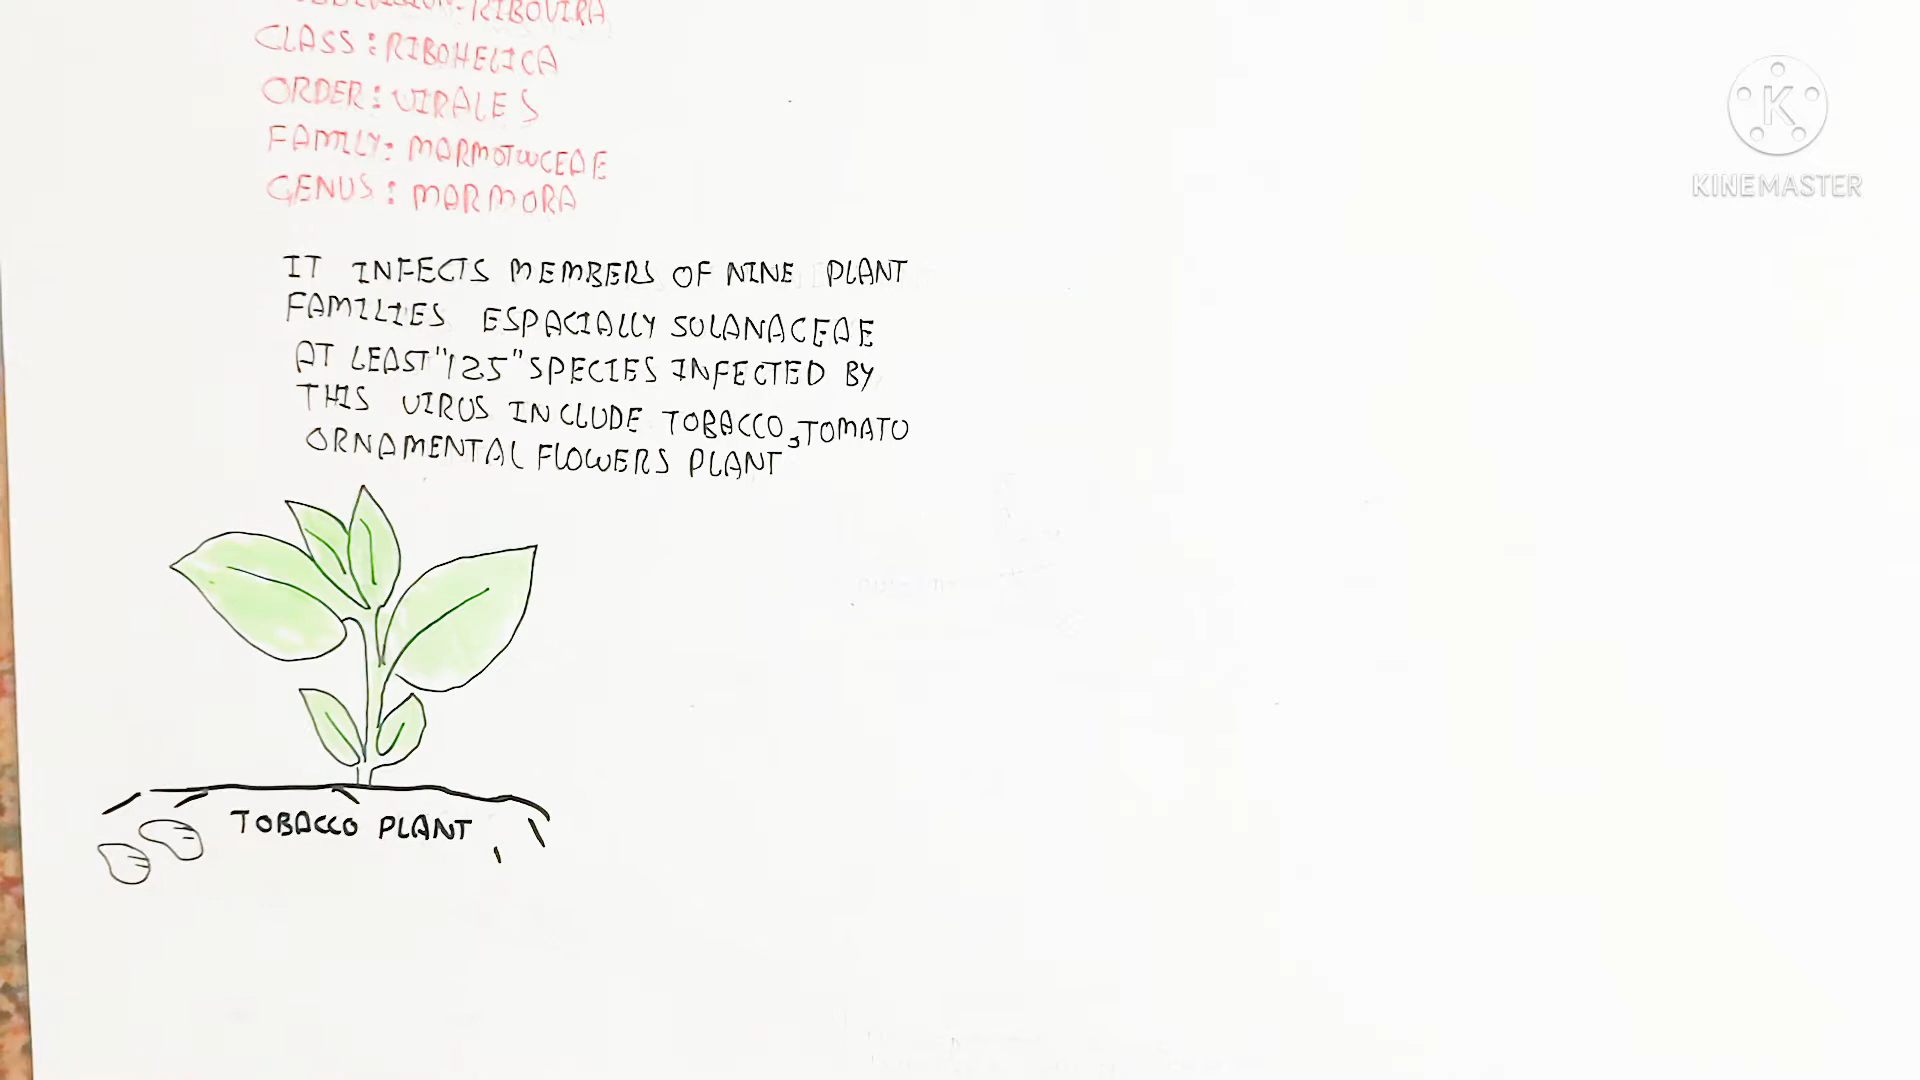 RIBOVIRA
CLASS: RIBOHELICA
ORDER: VIRALES
FAMILY:
GENUS: MARMORA
IT INFECTS MEMBERS OF NINE PLANT
FAMILIES ESPACIALLY SOLANACEAE
AT LEAST "125" SPECIES INFECTED BY
THIS VIRUS INCLUDE TOBACCO, TOMATO
ORNAMENTAL FLOWERS PLANT
TOBACCO PLANT
K
KINEMASTER